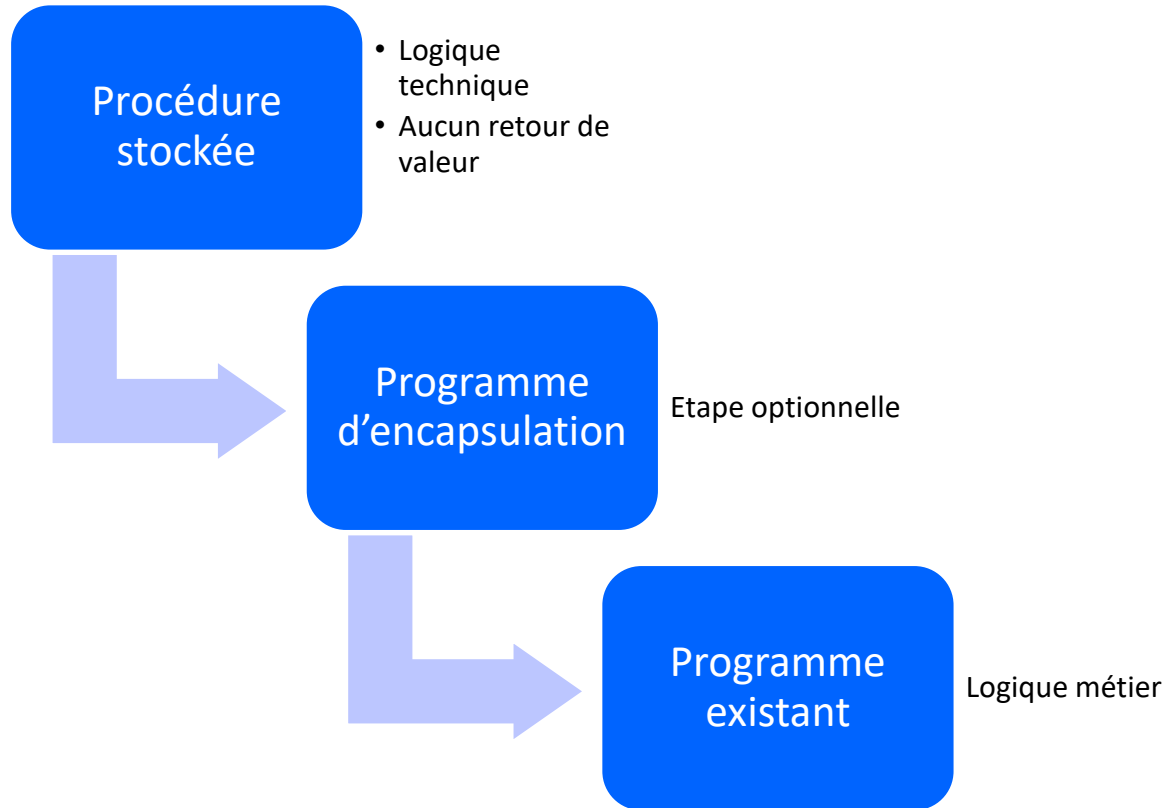 Procédure
stockée
• Logique
technique
• Aucun retour de
valeur
Programme
d’encapsulation
Etape optionnelle
Programme
existant
Logique métier